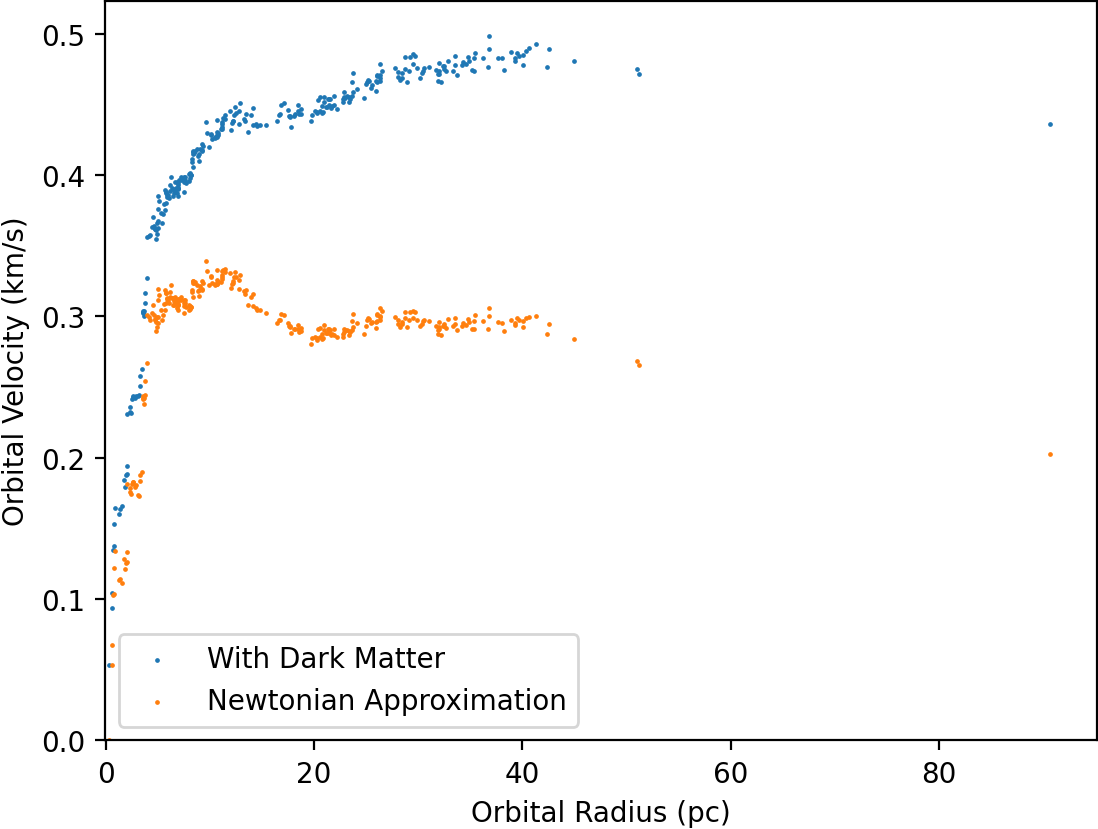 0.5
0.4
0.3
0.2
0.1
0.0
Orbital Velocity (km/s)
With Dark Matter
Newtonian Approximation
0 20 40 60 80
Orbital Radius (pc)